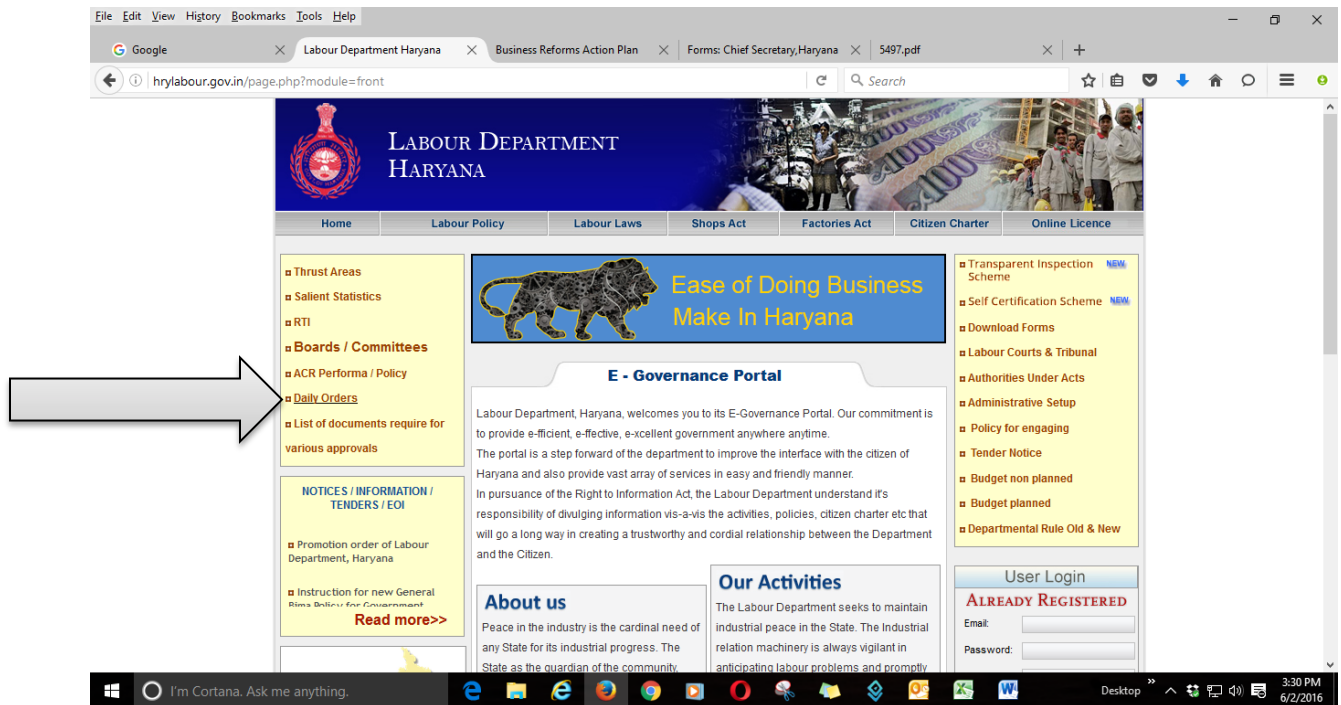 File Edit View History Bookmarks Tools Help
Google
Labour Department Haryana
Business Reforms Action Plan
Forms: Chief Secretary,Haryana
5497.pdf
hrylabour.gov.in/page.php?module=front
Search
LABOUR DEPARTMENT
HARYANA
Home Labour Policy Labour Laws Shops Act Factories Act Citizen Charter Online Licence
Thrust Areas
Salient Statistics
RTI
Boards / Committees
ACR Performa / Policy
Daily Orders
List of documents require for
various approvals
NOTICES / INFORMATION /
TENDERS / EOI
Promotion order of Labour
Department, Haryana
Instruction for new General
Bima Policy for Government
Read more>>
Ease of Doing Business
Make In Haryana
E - Governance Portal
Labour Department, Haryana, welcomes you to its E-Governance Portal. Our commitment is
to provide e-fficient, e-ffective, e-xcellent government anywhere anytime.
The portal is a step forward of the department to improve the interface with the citizen of
Haryana and also provide vast array of services in easy and friendly manner.
In pursuance of the Right to Information Act, the Labour Department understand it's
responsibility of divulging information vis-a-vis the activities, policies, citizen charter etc that
will go a long way in creating a trustworthy and cordial relationship between the Department
and the Citizen.
About us
Peace in the industry is the cardinal need of
any State for its industrial progress. The
State as the guardian of the community,
Our Activities
The Labour Department seeks to maintain
industrial peace in the State. The Industrial
relation machinery is always vigilant in
anticipating labour problems and promptly
Transparent Inspection NEW
Scheme
Self Certification Scheme NEW
Download Forms
Labour Courts & Tribunal
Authorities Under Acts
Administrative Setup
Policy for engaging
Tender Notice
Budget non planned
Budget planned
Departmental Rule Old & New
User Login
ALREADY REGISTERED
Email:
Password:
I'm Cortana. Ask me anything.
Desktop
3:30 PM
6/2/2016